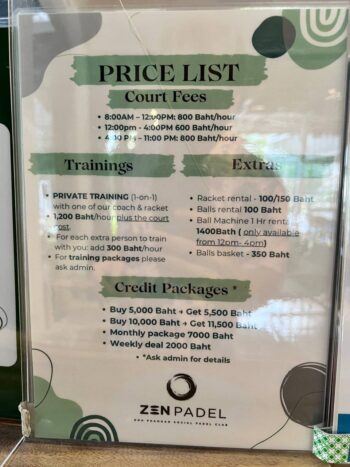 PRICE LIST
Court Fees
• 8:00AM – 12:00PM: 800 Baht/hour
• 12:00pm - 4:00PM 600 Baht/hour
• 4:00 PM - 11:00 PM: 800 Baht/hour
Trainings
• PRIVATE TRAINING (1-on-1)
with one of our coach & racket
1,200 Baht/hour plus the court
cost.
• For each extra person to train
with you: add 300 Baht/hour
• For training packages please
ask admin.
Extras
• Racket rental - 100/150 Baht
• Balls rental 100 Baht
• Ball Machine 1 Hr rental
1400Bath ( only available
from 12pm- 4pm)
• Balls basket - 350 Baht
Credit Packages *
• Buy 5,000 Baht → Get 5,500 Baht
• Buy 10,000 Baht → Get 11,500 Baht
• Monthly package 7000 Baht
• Weekly deal 2000 Baht
• *Ask admin for details
ZEN PADEL
SOCIAL PADEL CLUB